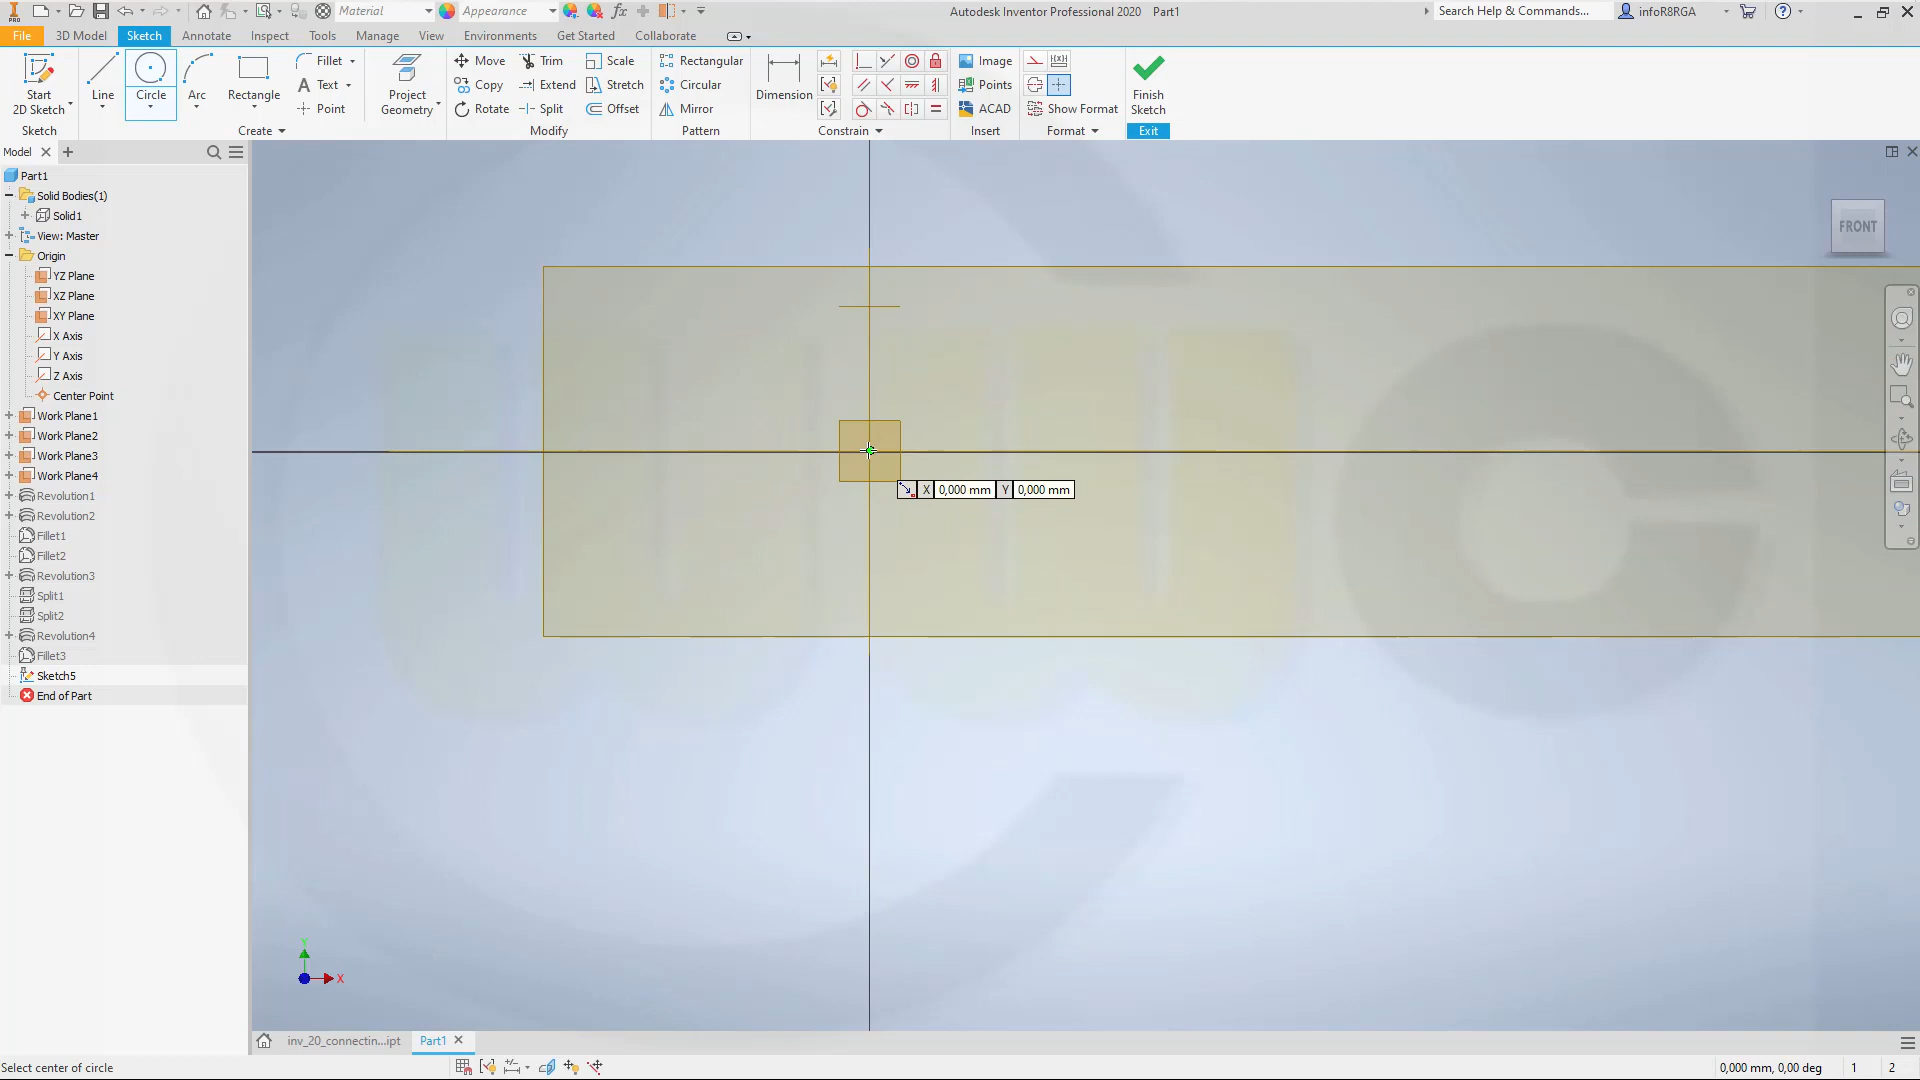 Material
Appearance
Autodesk Inventor Professional 2020   Part1
Search Help & Commands...
infoR8RGA
PRO
File
3D Model
Sketch
Annotate
Inspect
Tools
Manage
View
Environments
Get Started
Collaborate
Start
2D Sketch
Line
Circle
Arc
Rectangle
Fillet
Text
Point
Project
Geometry
Move
Copy
Rotate
Trim
Extend
Split
Scale
Stretch
Offset
Rectangular
Circular
Mirror
Dimension
Image
Points
ACAD
Show Format
Finish
Sketch
Sketch
Create
Modify
Pattern
Constrain
Insert
Format
Exit
Model
Part1
Solid Bodies(1)
Solid1
View: Master
Origin
YZ Plane
XZ Plane
XY Plane
X Axis
Y Axis
Z Axis
Center Point
Work Plane1
Work Plane2
Work Plane3
Work Plane4
Revolution1
Revolution2
Fillet1
Fillet2
Revolution3
Split1
Split2
Revolution4
Fillet3
Sketch5
End of Part
FRONT
X 0,000 mm Y 0,000 mm
Y
X
inv_20_connectin...ipt
Part1
Select center of circle
0,000 mm, 0,00 deg
1
2